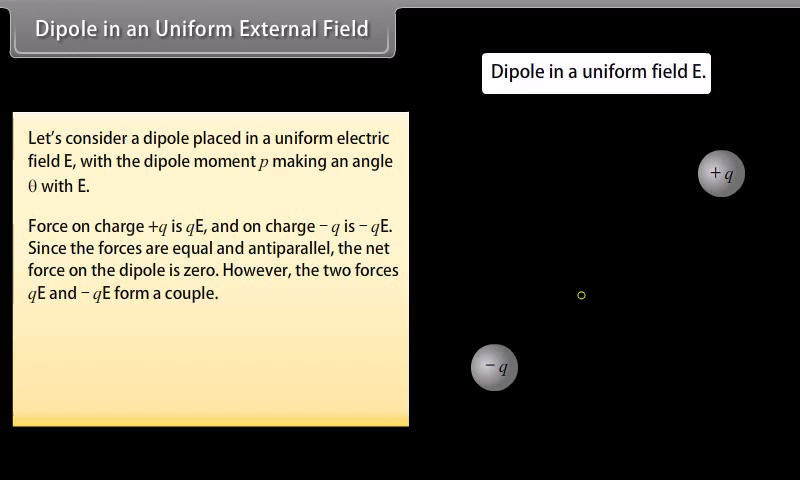 Dipole in an Uniform External Field
Dipole in a uniform field E.
Let's consider a dipole placed in a uniform electric
field E, with the dipole moment p making an angle
θ with E.
Force on charge +q is qE, and on charge − q is − qE.
Since the forces are equal and antiparallel, the net
force on the dipole is zero. However, the two forces
qE and − qE form a couple.
+ q
− q